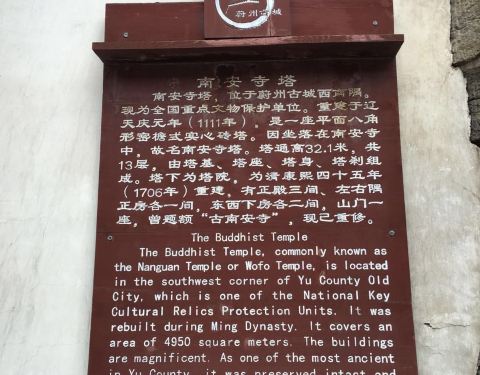 蔚州古城
南安寺塔
南安寺塔，位于蔚州古城西南隅。
现为全国重点文物保护单位。重建于辽
天庆元年（1111年），是一座平面八角
形密檐式实心砖塔。因坐落在南安寺
中，故名南安寺塔。塔通高32.1米，共
13层，由塔基、塔座、塔身、塔刹组
成。塔下为塔院，为清康熙四十五年
（1706年）重建，有正殿三间、左右隅
正房各一间，东西下房各二间，山门一
座，曾题额“古南安寺”，现已重修。
The Buddhist Temple
The Buddhist Temple, commonly known as
the Nanguan Temple or Wofo Temple, is located
in the southwest corner of Yu County Old
City, which is one of the National Key
Cultural Relics Protection Units. It was
rebuilt during Ming Dynasty. It covers an
area of 4950 square meters. The buildings
are magnificent. As one of the most ancient
in Yu County, it was preserved intact and